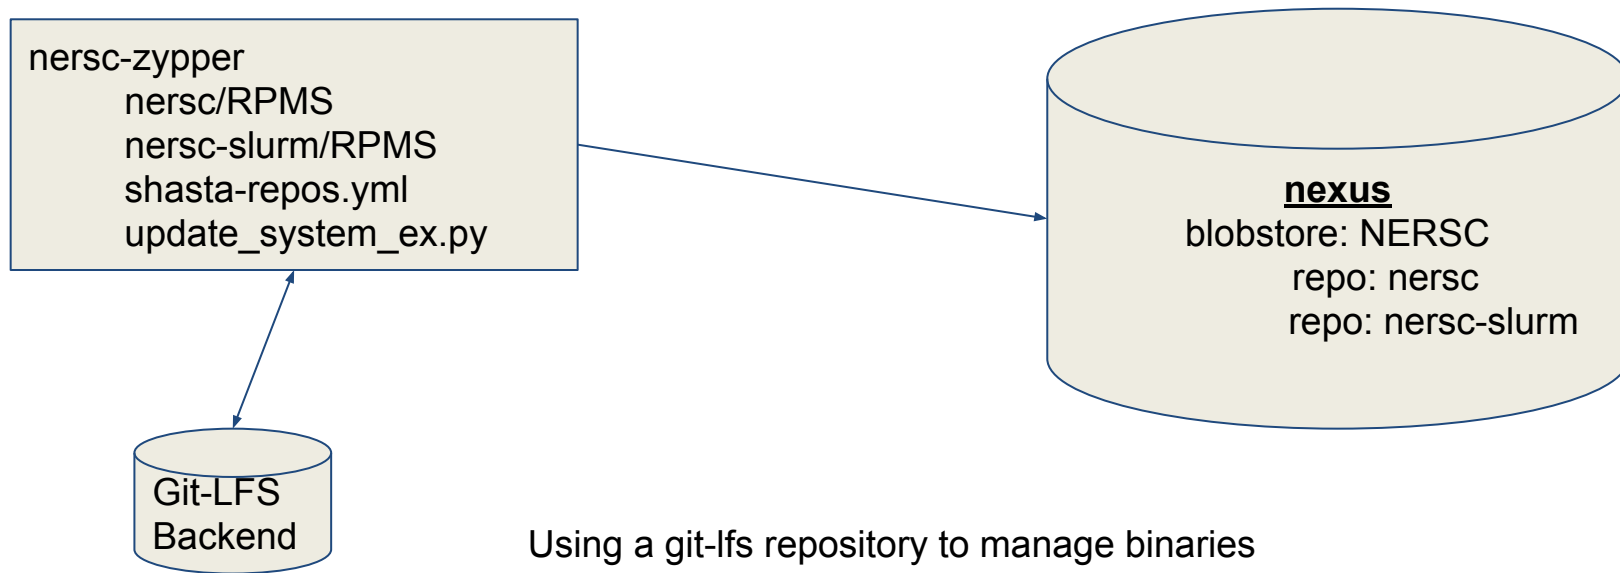 nersc-zypper
nersc/RPMS
nersc-slurm/RPMS
shasta-repos.yml
update_system_ex.py
nexus
blobstore: NERSC
repo: nersc
repo: nersc-slurm
Git-LFS
Backend
Using a git-lfs repository to manage binaries